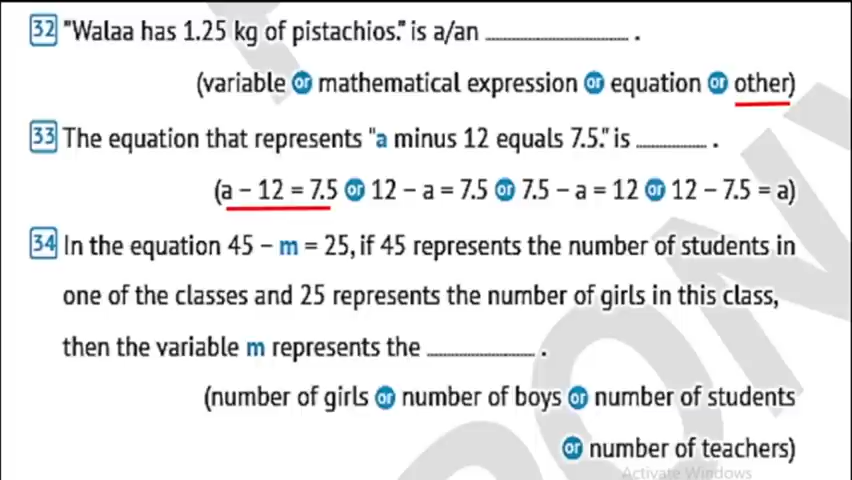 32 "Walaa has 1.25 kg of pistachios." is a/an ____________ .
(variable or mathematical expression or equation or other)
33 The equation that represents "a minus 12 equals 7.5." is ________ .
(a − 12 = 7.5 or 12 − a = 7.5 or 7.5 − a = 12 or 12 − 7.5 = a)
34 In the equation 45 − m = 25, if 45 represents the number of students in
one of the classes and 25 represents the number of girls in this class,
then the variable m represents the ____________ .
(number of girls or number of boys or number of students
or number of teachers)
Activate Windows